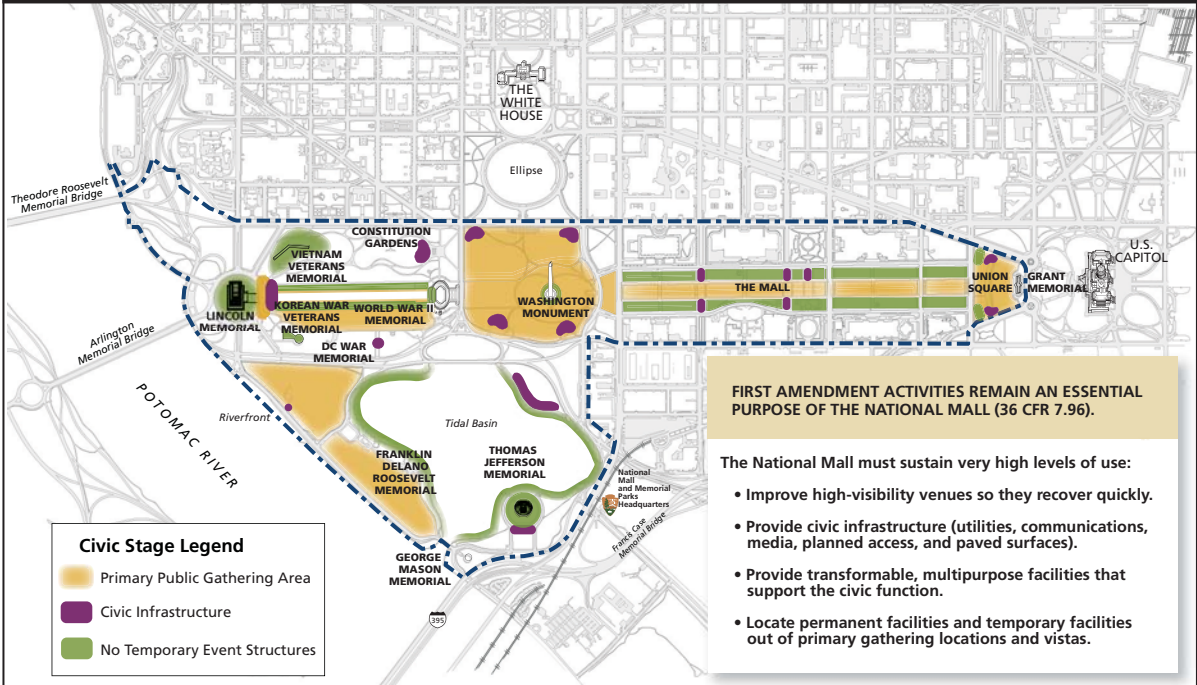 THE
WHITE
HOUSE
Ellipse
Theodore Roosevelt
Memorial Bridge
CONSTITUTION
GARDENS
VIETNAM
VETERANS
MEMORIAL
U.S.
CAPITOL
LINCOLN
MEMORIAL
KOREAN WAR
VETERANS
MEMORIAL
WORLD WAR II
MEMORIAL
WASHINGTON
MONUMENT
THE MALL
UNION
SQUARE
GRANT
MEMORIAL
Arlington
Memorial Bridge
DC WAR
MEMORIAL
POTOMAC RIVER
Riverfront
Tidal Basin
FRANKLIN
DELANO
ROOSEVELT
MEMORIAL
THOMAS
JEFFERSON
MEMORIAL
National
Mall
and Memorial
Parks
Headquarters
Francis Case
Memorial Bridge
GEORGE
MASON
MEMORIAL
395
Civic Stage Legend
Primary Public Gathering Area
Civic Infrastructure
No Temporary Event Structures
FIRST AMENDMENT ACTIVITIES REMAIN AN ESSENTIAL
PURPOSE OF THE NATIONAL MALL (36 CFR 7.96).
The National Mall must sustain very high levels of use:
• Improve high-visibility venues so they recover quickly.
• Provide civic infrastructure (utilities, communications,
media, planned access, and paved surfaces).
• Provide transformable, multipurpose facilities that
support the civic function.
• Locate permanent facilities and temporary facilities
out of primary gathering locations and vistas.